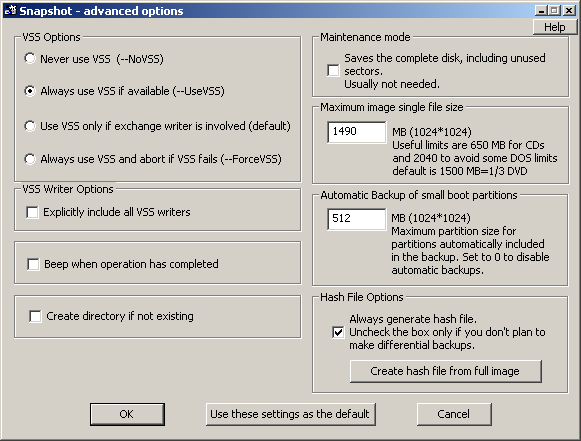 Snapshot - advanced options
Help
VSS Options
Never use VSS (--NoVSS)
Always use VSS if available (--UseVSS)
Use VSS only if exchange writer is involved (default)
Always use VSS and abort if VSS fails (--ForceVSS)
VSS Writer Options
Explicitly include all VSS writers
Beep when operation has completed
Create directory if not existing
Maintenance mode
Saves the complete disk, including unused
sectors.
Usually not needed.
Maximum image single file size
1490
MB (1024*1024)
Useful limits are 650 MB for CDs
and 2040 to avoid some DOS limits
default is 1500 MB=1/3 DVD
Automatic Backup of small boot partitions
512
MB (1024*1024)
Maximum partition size for
partitions automatically included
in the backup. Set to 0 to disable
automatic backups.
Hash File Options
Always generate hash file.
Uncheck the box only if you don't plan to
make differential backups.
Create hash file from full image
OK
Use these settings as the default
Cancel